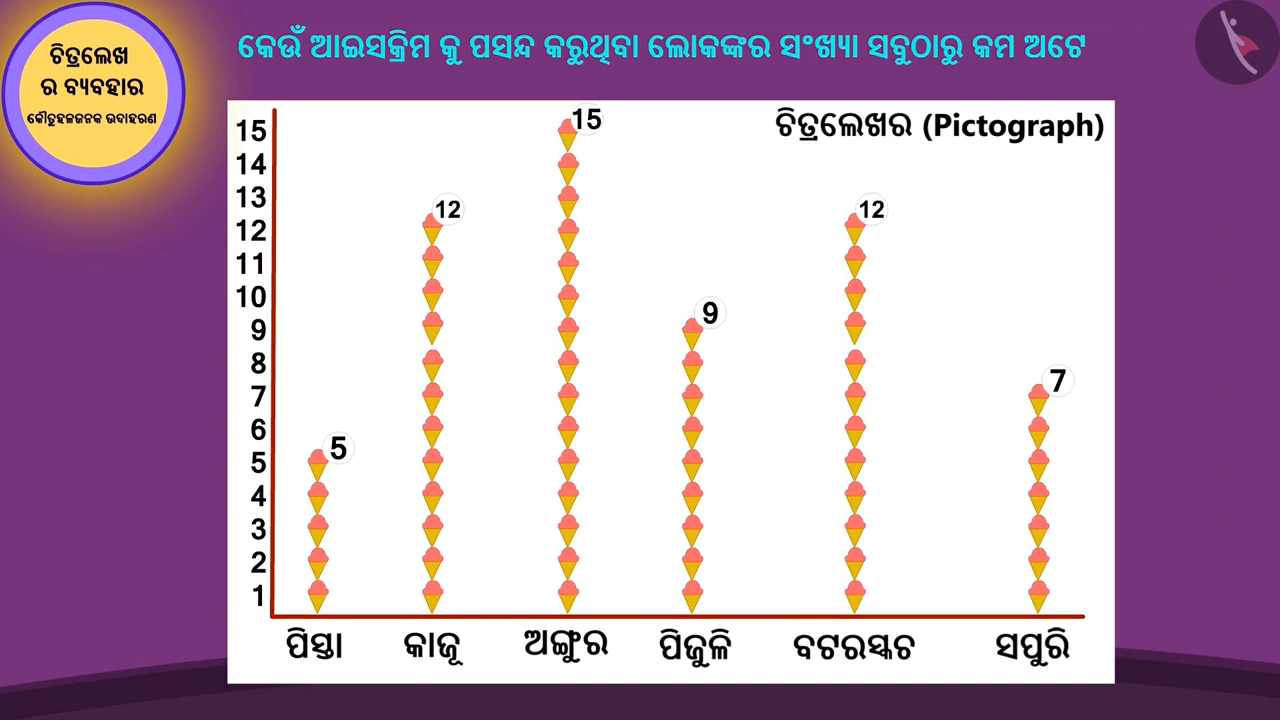 ଚିତ୍ରଲେଖ
ର ବ୍ୟବହାର
କୌତୁହଳଜନକ ଉଦାହରଣ
କେଉଁ ଆଇସକ୍ରିମ କୁ ପସନ୍ଦ କରୁଥିବା ଲୋକଙ୍କର ସଂଖ୍ୟା ସବୁଠାରୁ କମ ଅଟେ
ଚିତ୍ରଲେଖର (Pictograph)
15
14
13
12
11
10
9
8
7
6
5
4
3
2
1
5
12
15
9
12
7
ପିସ୍ତା
କାଜୂ
ଅଙ୍ଗୁର
ପିଜୁଳି
ବଟରସ୍କଚ
ସପୁରି